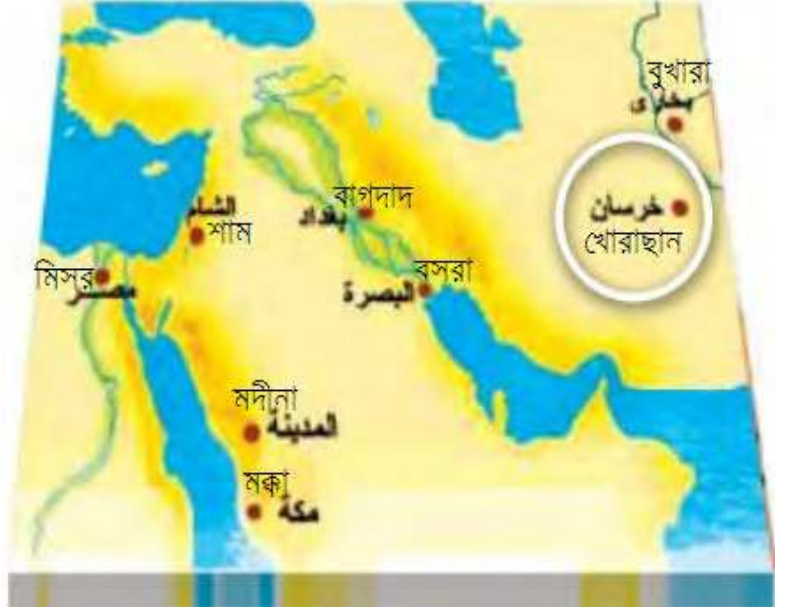 বুখারা
بخارى
خرسان
খোরাছান
বাগদাদ
بغداد
الشام
শাম
বসরা
البصرة
মিসর
مصر
মদীনা
المدينة
মক্কা
مكة